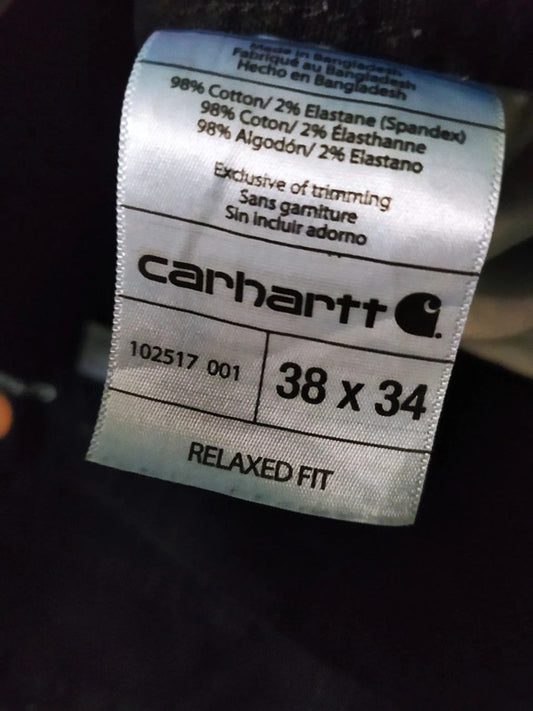 Made in Bangladesh
Fabriqué au Bangladesh
Hecho en Bangladesh
98% Cotton/ 2% Elastane (Spandex)
98% Coton/ 2% Élasthanne
98% Algodón/ 2% Elastano
Exclusive of trimming
Sans garniture
Sin incluir adorno
carhartt
102517 001
38 x 34
RELAXED FIT